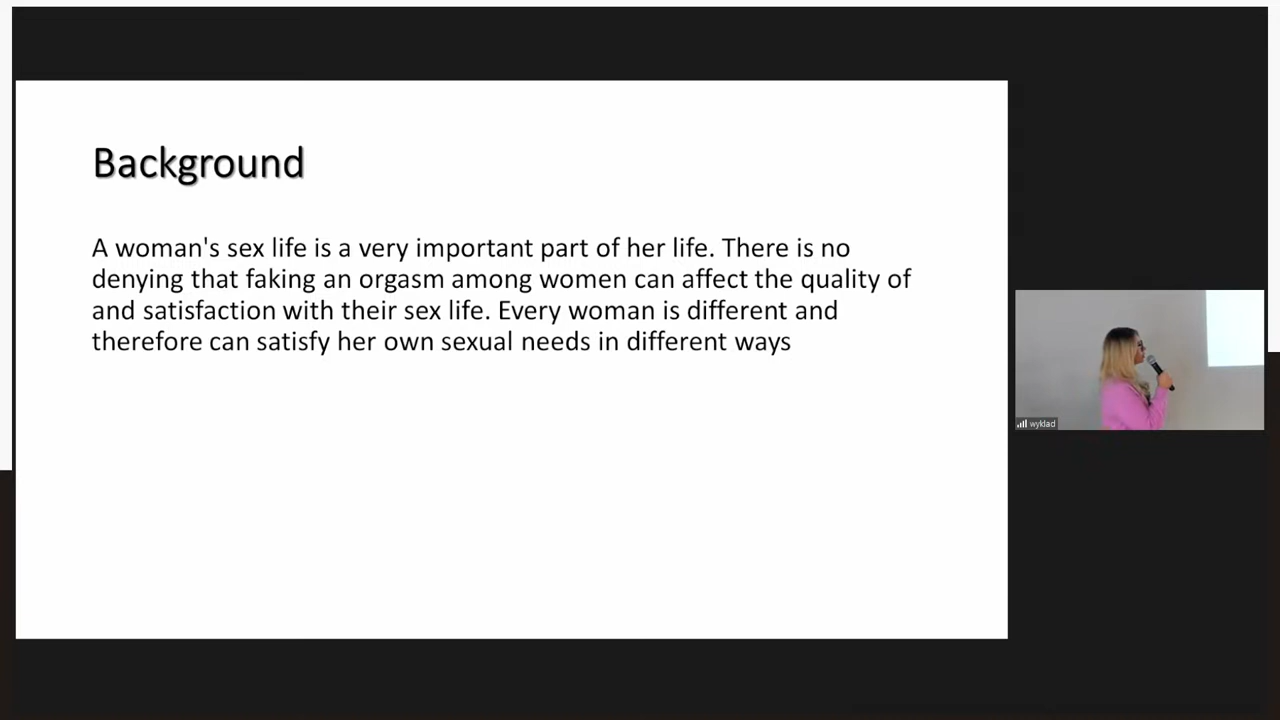 Background
A woman's sex life is a very important part of her life. There is no
denying that faking an orgasm among women can affect the quality of
and satisfaction with their sex life. Every woman is different and
therefore can satisfy her own sexual needs in different ways
wyklad